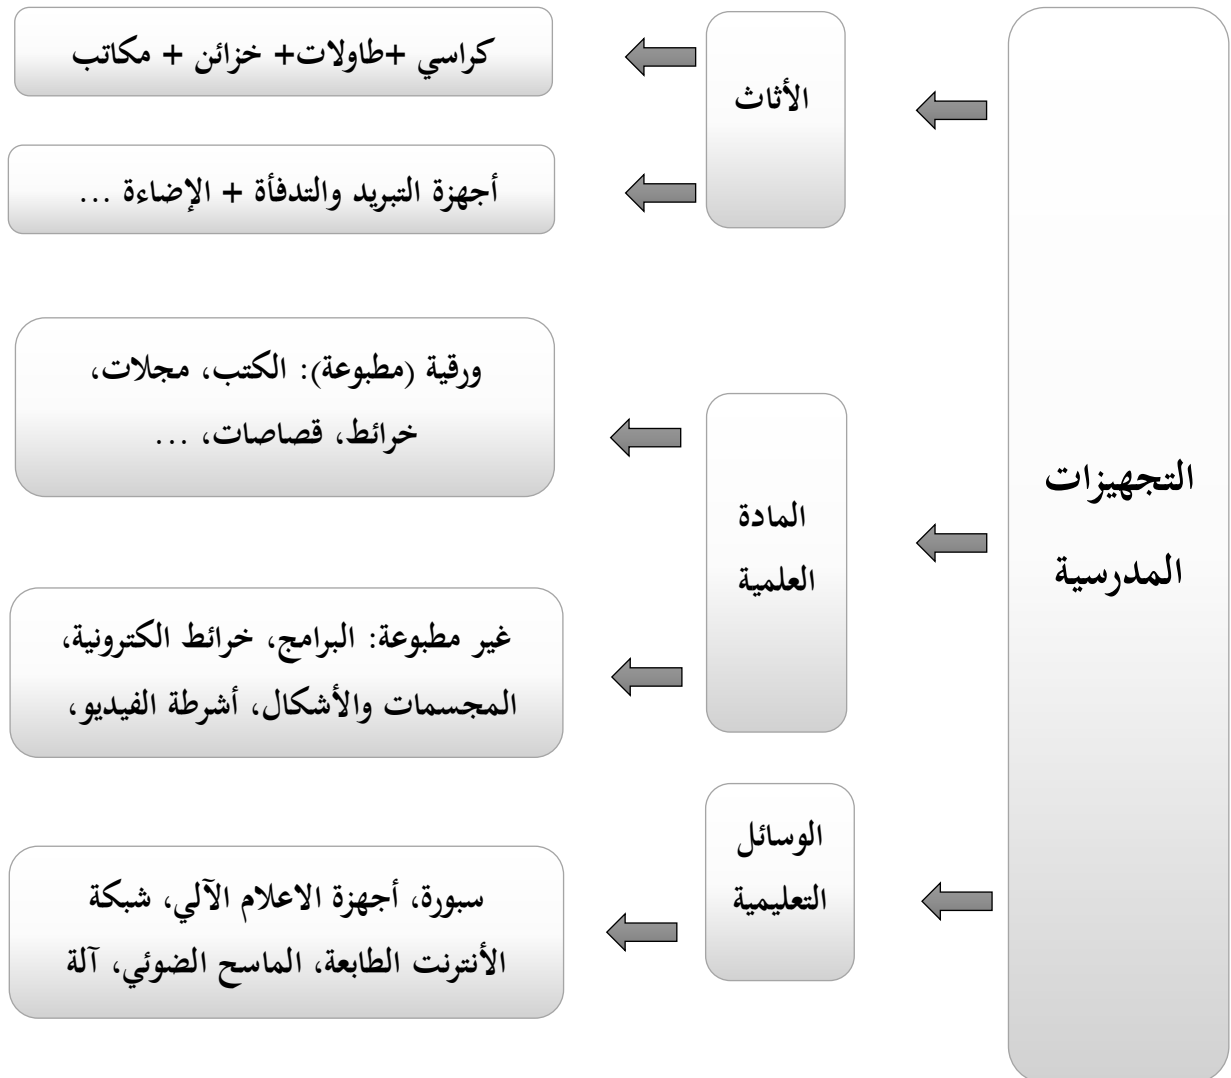 التجهيزات
المدرسية
الأثاث
كراسي +طاولات+ خزائن + مكاتب
أجهزة التبريد والتدفأة + الإضاءة ...
المادة
العلمية
ورقية (مطبوعة): الكتب، مجلات،
خرائط، قصاصات، ...
غير مطبوعة: البرامج، خرائط الكترونية،
المجسمات والأشكال، أشرطة الفيديو،
الوسائل
التعليمية
سبورة، أجهزة الاعلام الآلي، شبكة
الأنترنت الطابعة، الماسح الضوئي، آلة